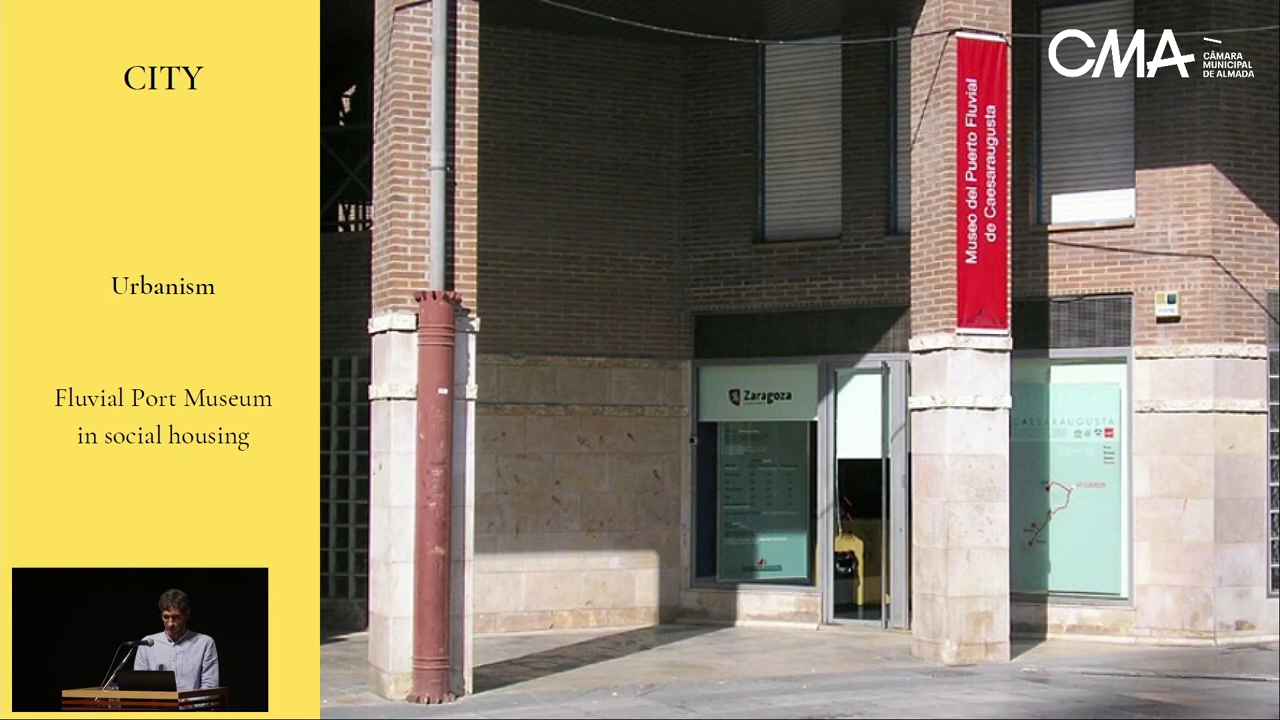 CITY
Urbanism
Fluvial Port Museum
in social housing
CMA
CÂMARA
MUNICIPAL
DE ALMADA
Museo del Puerto Fluvial
de Caesaraugusta
Zaragoza
CAESARAUGUSTA